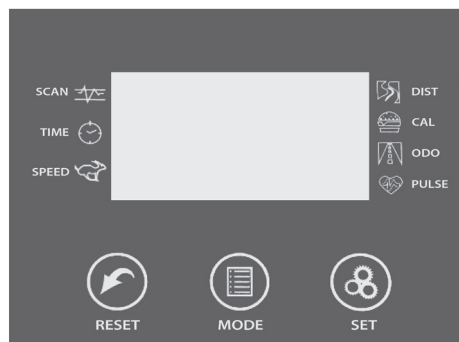 SCAN
TIME
SPEED
DIST
CAL
ODO
PULSE
RESET
MODE
SET